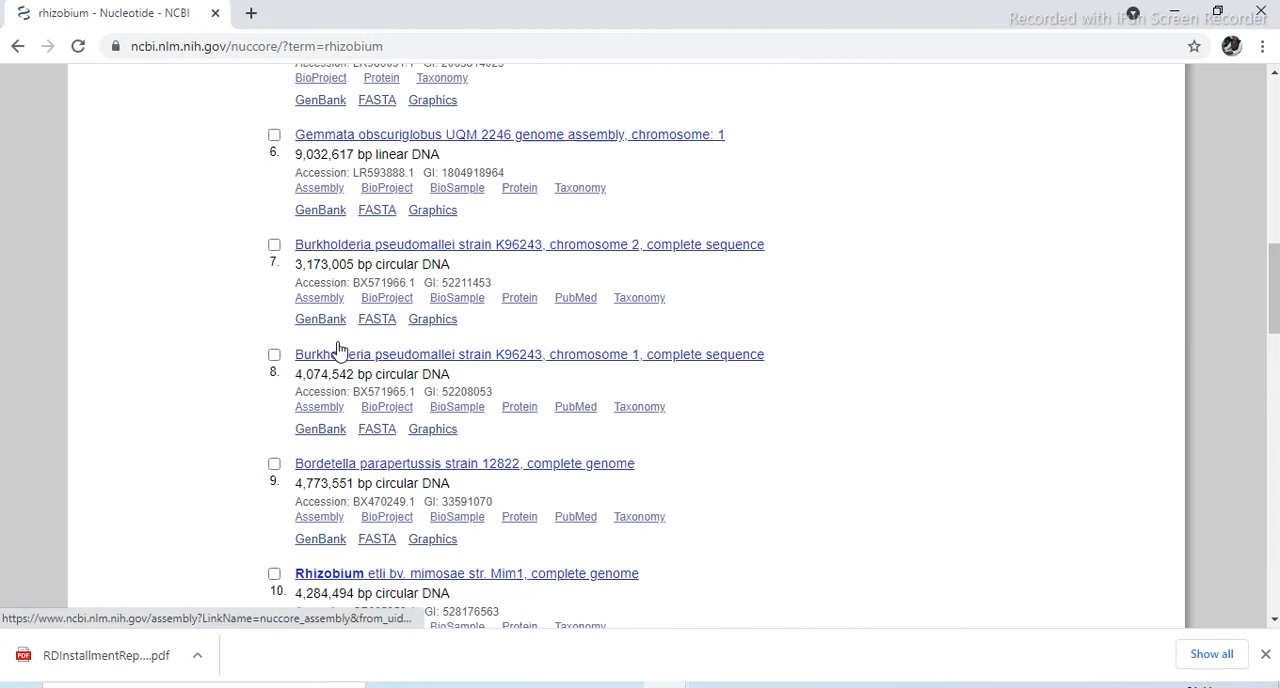 rhizobium - Nucleotide - NCBI
Recorded with iFun Screen Recorder
ncbi.nlm.nih.gov/nuccore/?term=rhizobium
BioProject Protein Taxonomy
GenBank FASTA Graphics
Gemmata obscuriglobus UQM 2246 genome assembly, chromosome: 1
6. 9,032,617 bp linear DNA
Accession: LR593888.1 GI: 1804918964
Assembly BioProject BioSample Protein Taxonomy
GenBank FASTA Graphics
Burkholderia pseudomallei strain K96243, chromosome 2, complete sequence
7. 3,173,005 bp circular DNA
Accession: BX571966.1 GI: 52211453
Assembly BioProject BioSample Protein PubMed Taxonomy
GenBank FASTA Graphics
Burkholderia pseudomallei strain K96243, chromosome 1, complete sequence
8. 4,074,542 bp circular DNA
Accession: BX571965.1 GI: 52208053
Assembly BioProject BioSample Protein PubMed Taxonomy
GenBank FASTA Graphics
Bordetella parapertussis strain 12822, complete genome
9. 4,773,551 bp circular DNA
Accession: BX470249.1 GI: 33591070
Assembly BioProject BioSample Protein PubMed Taxonomy
GenBank FASTA Graphics
Rhizobium etli bv. mimosae str. Mim1, complete genome
10. 4,284,494 bp circular DNA
GI: 528176563
BioSample Protein Taxonomy
https://www.ncbi.nlm.nih.gov/assembly?LinkName=nuccore_assembly&from_uid...
RDInstallmentRep....pdf
Show all